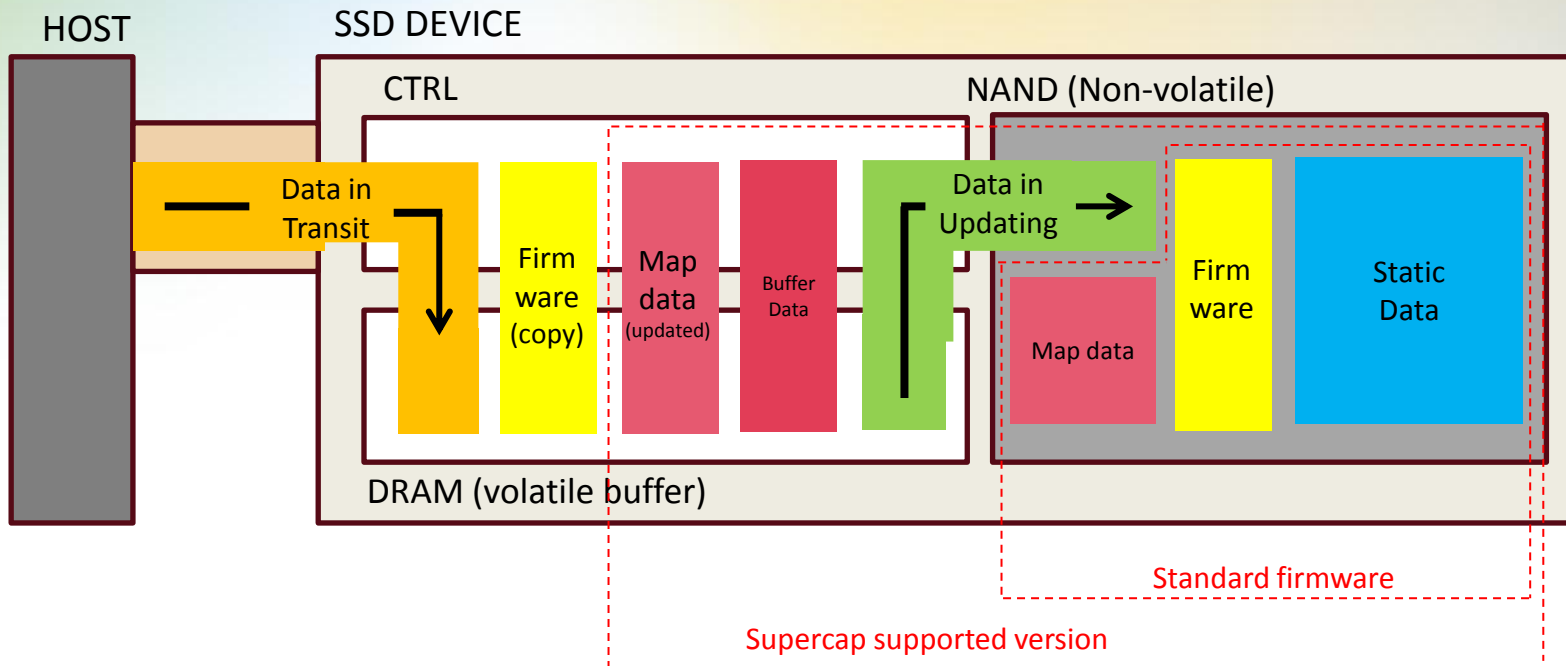 HOST
SSD DEVICE
CTRL
NAND (Non-volatile)
Data in
Transit
Firm
ware
(copy)
Map
data
(updated)
Buffer
Data
Data in
Updating
Map data
Firm
ware
Static
Data
DRAM (volatile buffer)
Standard firmware
Supercap supported version